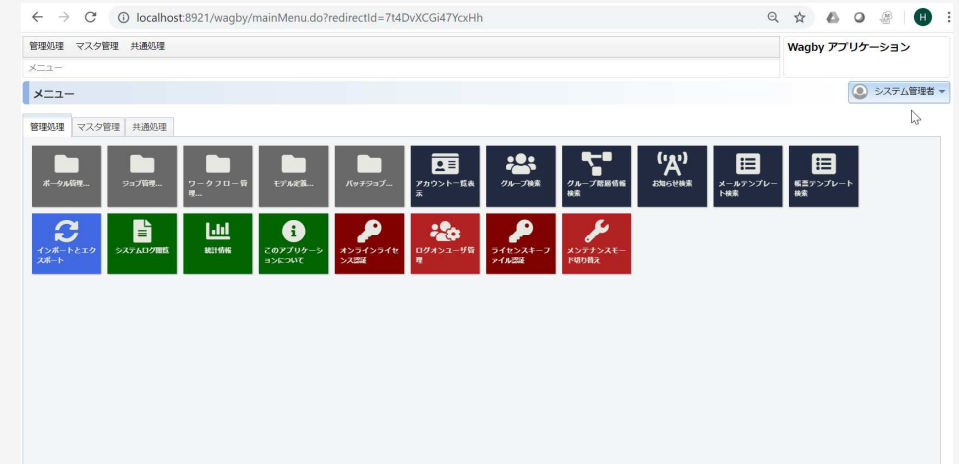 localhost:8921/wagby/mainMenu.do?redirectId=7t4DvXCGi47YcxHh
H
管理処理 マスタ管理 共通処理
Wagby アプリケーション
メニュー
メニュー
システム管理者
管理処理 マスタ管理 共通処理
ポータル管理...
ジョブ管理...
ワークフロー管
理...
モデル定義...
バッチジョブ...
アカウント一覧表
示
グループ検索
グループ階層情報
検索
お知らせ検索
メールテンプレー
ト検索
帳票テンプレート
検索
インポートとエク
スポート
システムログ閲覧
統計情報
このアプリケーシ
ョンについて
オンラインライセ
ンス認証
ログオンユーザ管
理
ライセンスキーフ
ァイル認証
メンテナンスモー
ド切り替え